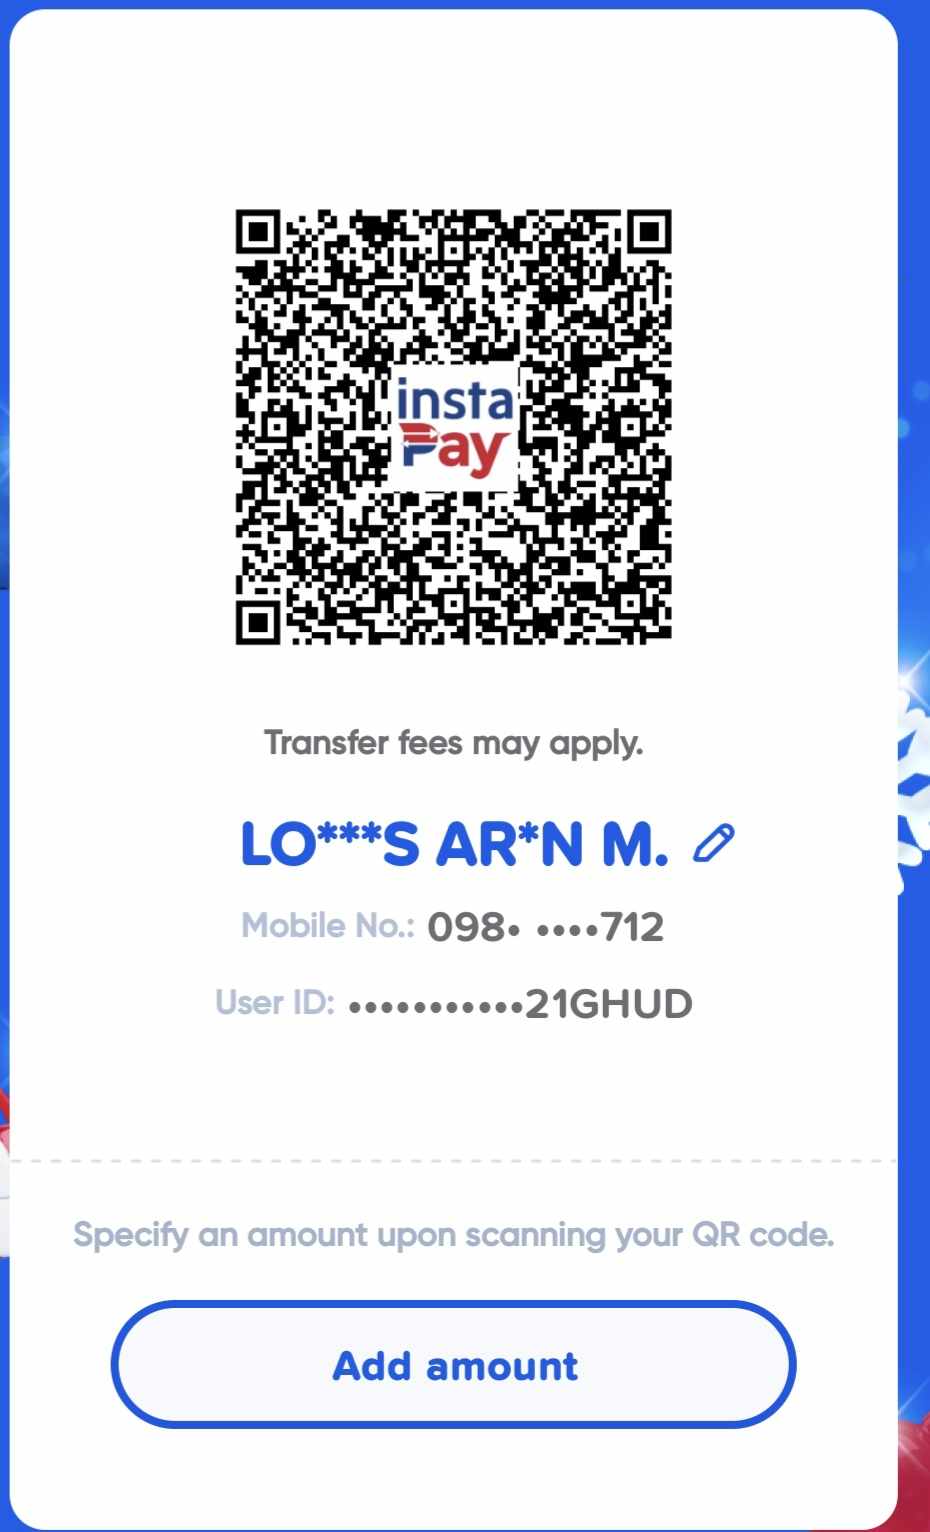 insta
Pay
Transfer fees may apply.
LO***S AR*N M.
Mobile No.: 098• ••••712
User ID: •••••••••••21GHUD
Specify an amount upon scanning your QR code.
Add amount